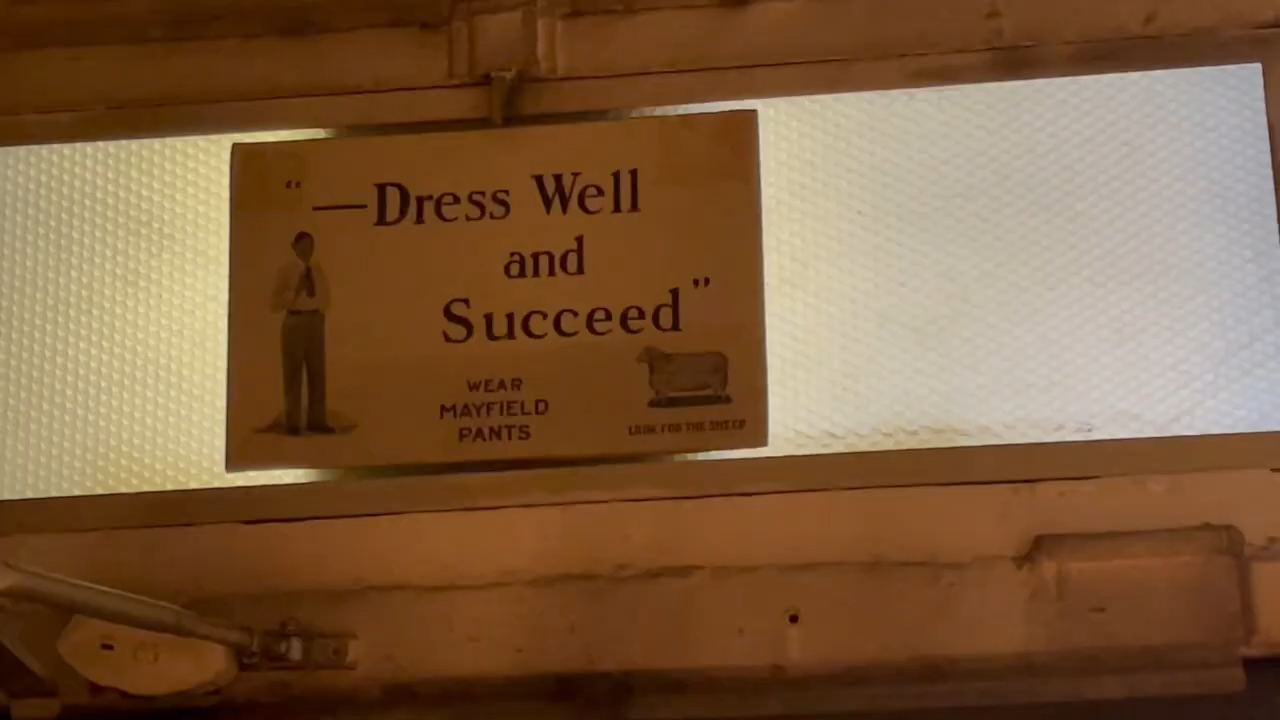 “—Dress Well
and
Succeed”
WEAR
MAYFIELD
PANTS
LOOK FOR THE SHEEP